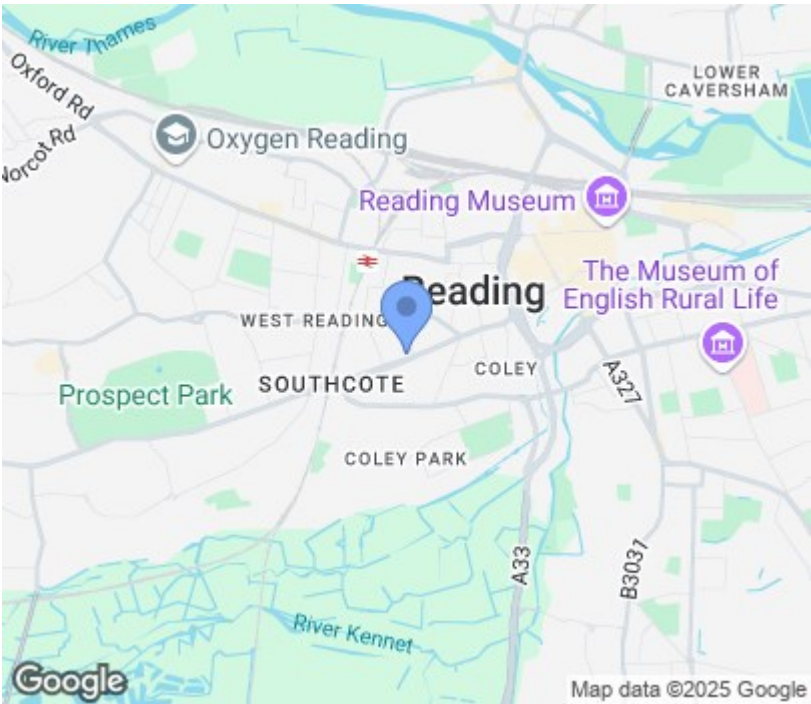 River Thames
Oxford Rd
Norcot Rd
LOWER
CAVERSHAM
Oxygen Reading
Reading Museum
Reading
The Museum of
English Rural Life
WEST READING
COLEY
Prospect Park
SOUTHCOTE
A327
COLEY PARK
A33
B3031
River Kennet
Google
Map data ©2025 Google